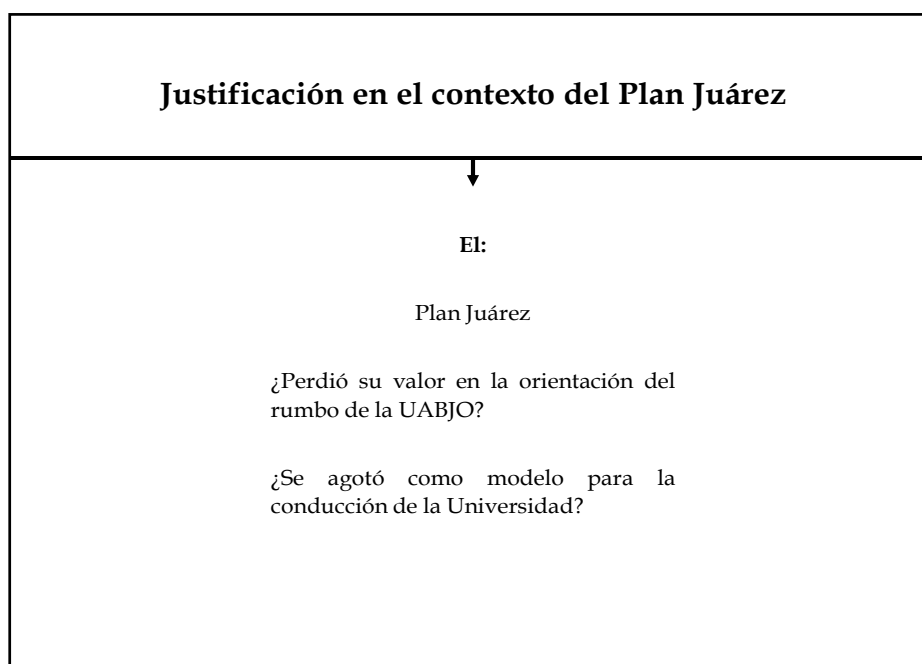 Justificación en el contexto del Plan Juárez
El:
Plan Juárez
¿Perdió su valor en la orientación del
rumbo de la UABJO?
¿Se agotó como modelo para la
conducción de la Universidad?